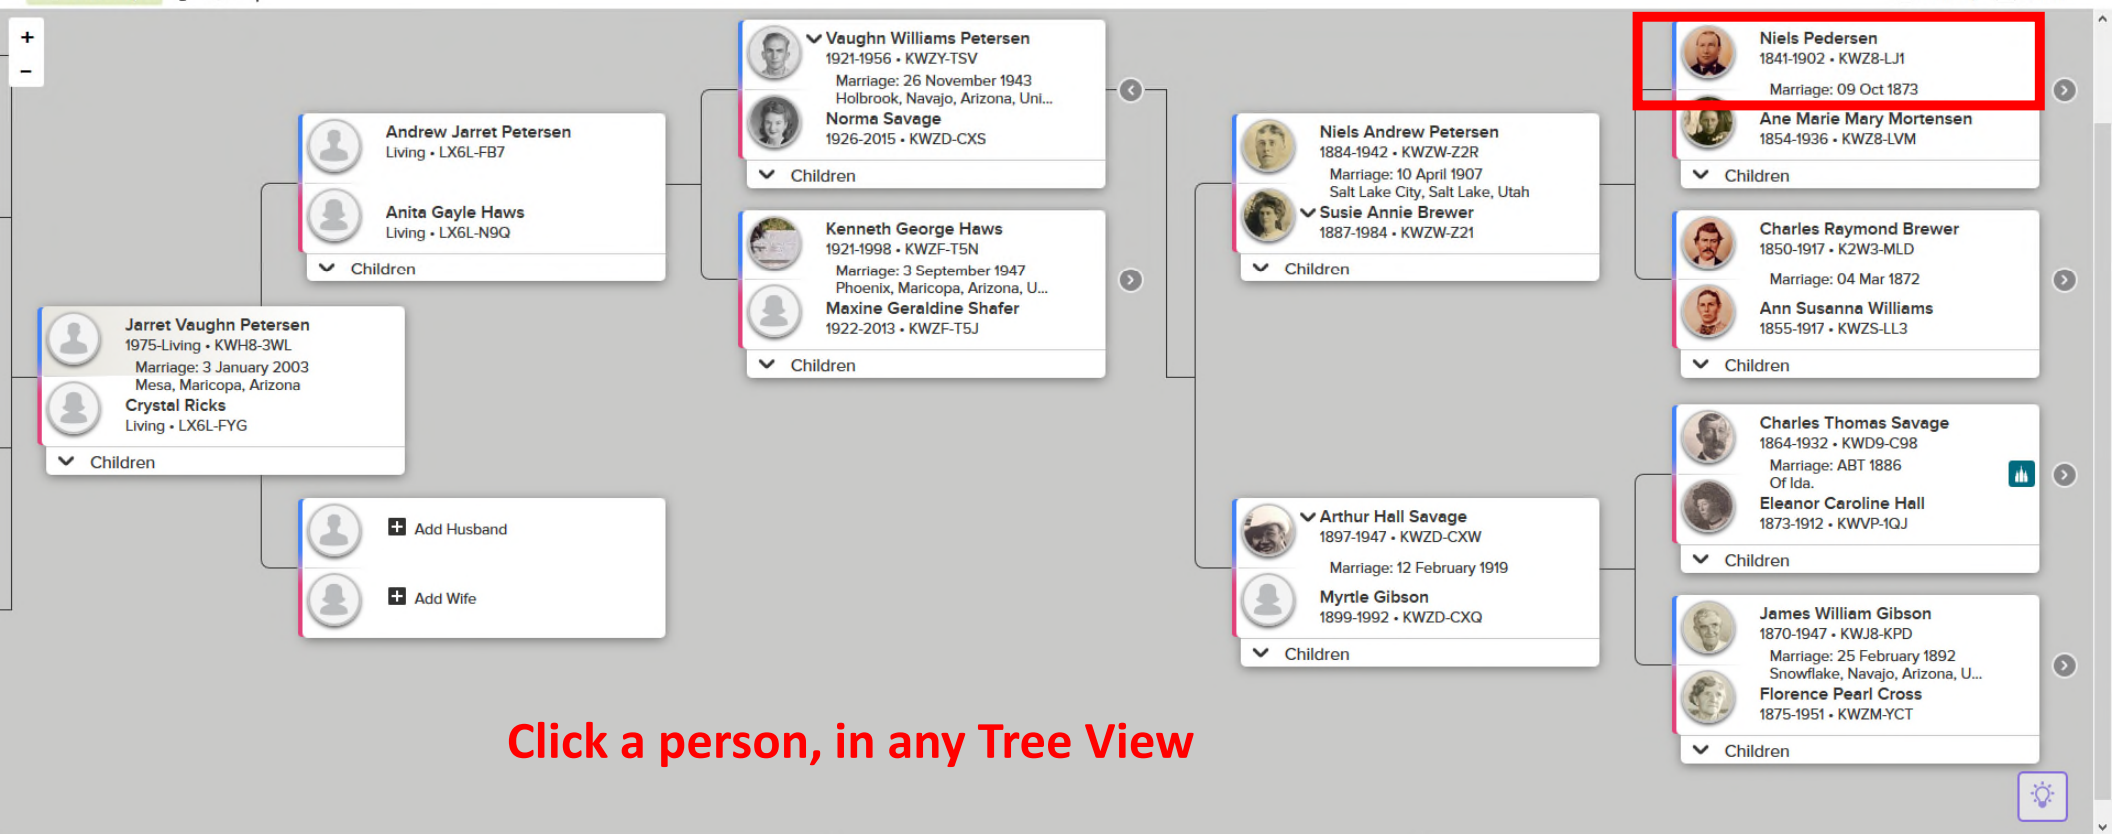 Jarret Vaughn Petersen
1975-Living • KWH8-3WL
Marriage: 3 January 2003
Mesa, Maricopa, Arizona
Crystal Ricks
Living • LX6L-FYG
Children
Andrew Jarret Petersen
Living • LX6L-FB7
Anita Gayle Haws
Living • LX6L-N9Q
Children
Add Husband
Add Wife
Vaughn Williams Petersen
1921-1956 • KWZY-TSV
Marriage: 26 November 1943
Holbrook, Navajo, Arizona, Uni...
Norma Savage
1926-2015 • KWZD-CXS
Children
Kenneth George Haws
1921-1998 • KWZF-T5N
Marriage: 3 September 1947
Phoenix, Maricopa, Arizona, U...
Maxine Geraldine Shafer
1922-2013 • KWZF-T5J
Children
Niels Andrew Petersen
1884-1942 • KWZW-Z2R
Marriage: 10 April 1907
Salt Lake City, Salt Lake, Utah
Susie Annie Brewer
1887-1984 • KWZW-Z21
Children
Arthur Hall Savage
1897-1947 • KWZD-CXW
Marriage: 12 February 1919
Myrtle Gibson
1899-1992 • KWZD-CXQ
Children
Niels Pedersen
1841-1902 • KWZ8-LJ1
Marriage: 09 Oct 1873
Ane Marie Mary Mortensen
1854-1936 • KWZ8-LVM
Children
Charles Raymond Brewer
1850-1917 • K2W3-MLD
Marriage: 04 Mar 1872
Ann Susanna Williams
1855-1917 • KWZS-LL3
Children
Charles Thomas Savage
1864-1932 • KWD9-C98
Marriage: ABT 1886
Of Ida.
Eleanor Caroline Hall
1873-1912 • KWVP-1QJ
Children
James William Gibson
1870-1947 • KWJ8-KPD
Marriage: 25 February 1892
Snowflake, Navajo, Arizona, U...
Florence Pearl Cross
1875-1951 • KWZM-YCT
Children
Click a person, in any Tree View